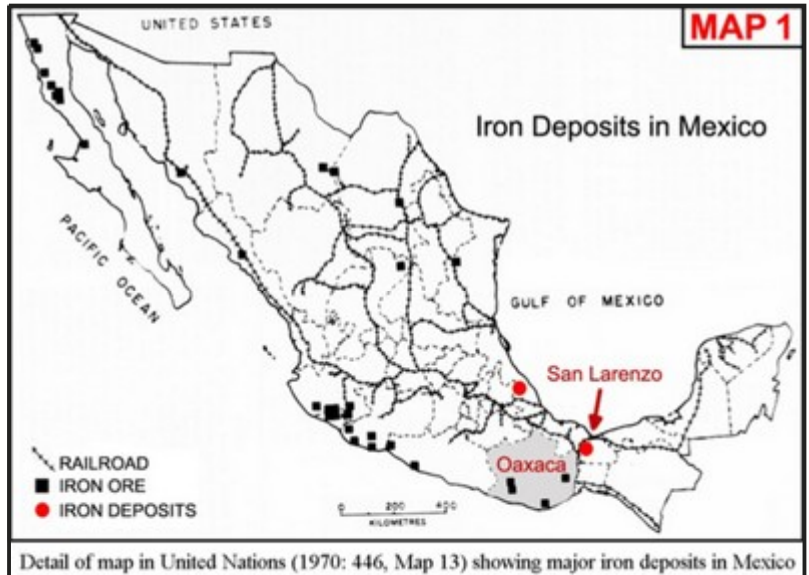 MAP 1
UNITED STATES
Iron Deposits in Mexico
PACIFIC OCEAN
GULF OF MEXICO
San Larenzo
Oaxaca
RAILROAD
IRON ORE
IRON DEPOSITS
0 200 400
KILOMETRES
Detail of map in United Nations (1970: 446, Map 13) showing major iron deposits in Mexico